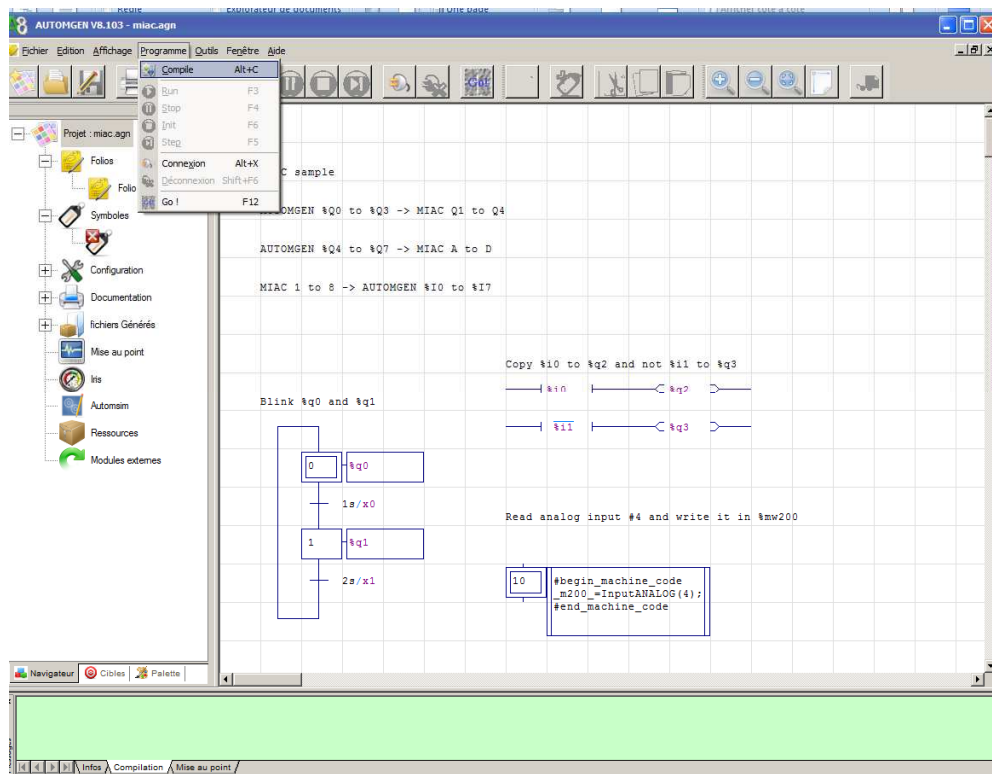 Explorateur de documents
AUTOMGEN V8.103 - miac.agn
Fichier Edition Affichage Programme Outils Fenêtre Aide
Compile Alt+C
Run F3
Stop F4
Init F6
Step F5
Connexion Alt+X
Déconnexion Shift+F6
Go ! F12
Go!
Projet : miac.agn
Folios
Folio
Symboles
Configuration
Documentation
fichiers Générés
Mise au point
Iris
Automsim
Ressources
Modules externes
C sample
AUTOMGEN %Q0 to %Q3 -> MIAC Q1 to Q4
AUTOMGEN %Q4 to %Q7 -> MIAC A to D
MIAC 1 to 8 -> AUTOMGEN %I0 to %I7
Copy %i0 to %q2 and not %i1 to %q3
%i0 %q2
%i1 %q3
Blink %q0 and %q1
0 %q0
1s/x0
1 %q1
2s/x1
Read analog input #4 and write it in %mw200
10 #begin_machine_code
_m200_=InputANALOG(4);
#end_machine_code
Navigateur Cibles Palette
Infos Compilation Mise au point